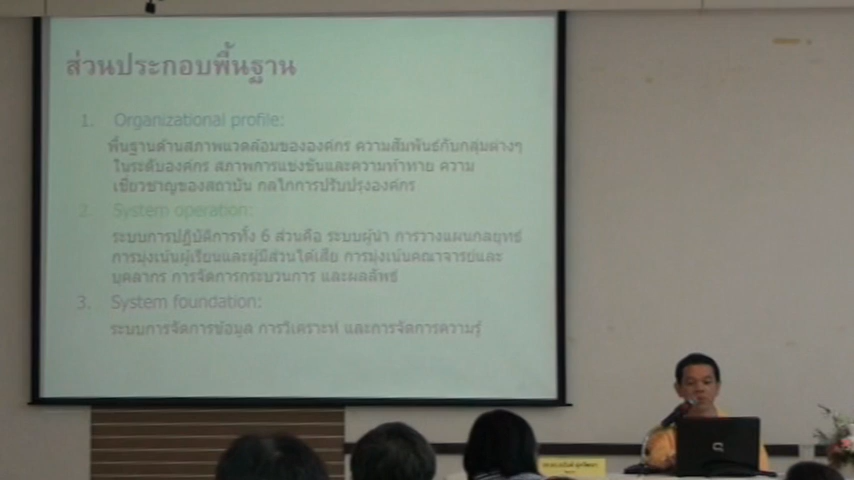 ส่วนประกอบพื้นฐาน
1. Organizational profile:
พื้นฐานด้านสภาพแวดล้อมขององค์กร ความสัมพันธ์กับกลุ่มต่างๆ
ในระดับองค์กร สภาพการแข่งขันและความท้าทาย ความ
เชี่ยวชาญของสถาบัน กลไกการปรับปรุงองค์กร
2. System operation:
ระบบการปฏิบัติการทั้ง 6 ส่วนคือ ระบบผู้นำ การวางแผนกลยุทธ์
การมุ่งเน้นผู้เรียนและผู้มีส่วนได้เสีย การมุ่งเน้นคณาจารย์และ
บุคลากร การจัดการกระบวนการ และผลลัพธ์
3. System foundation:
ระบบการจัดการข้อมูล การวิเคราะห์ และการจัดการความรู้